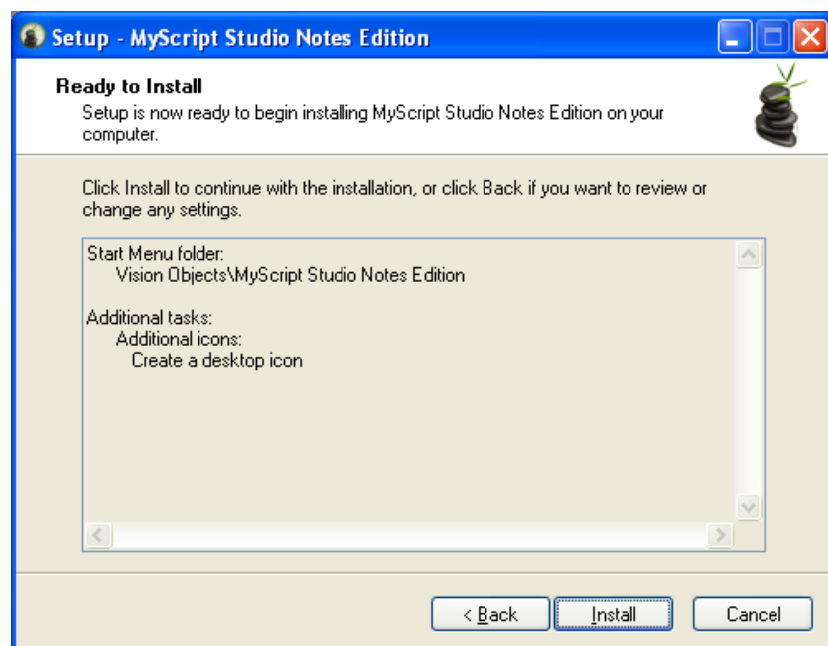 Setup - MyScript Studio Notes Edition
Ready to Install
Setup is now ready to begin installing MyScript Studio Notes Edition on your
computer.
Click Install to continue with the installation, or click Back if you want to review or
change any settings.
Start Menu folder:
Vision Objects\MyScript Studio Notes Edition
Additional tasks:
Additional icons:
Create a desktop icon
< Back
Install
Cancel